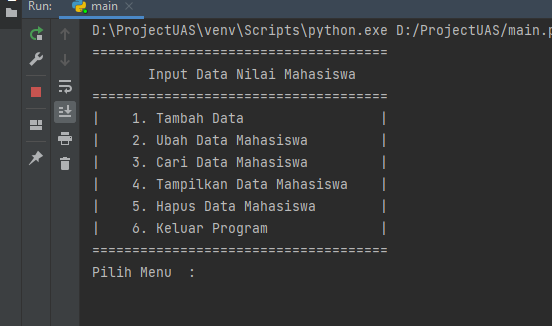 Run: main
D:\ProjectUAS\venv\Scripts\python.exe D:/ProjectUAS/main.p
=====================================
Input Data Nilai Mahasiswa
=====================================
|    1. Tambah Data                 |
|    2. Ubah Data Mahasiswa         |
|    3. Cari Data Mahasiswa         |
|    4. Tampilkan Data Mahasiswa    |
|    5. Hapus Data Mahasiswa        |
|    6. Keluar Program              |
=====================================
Pilih Menu  :